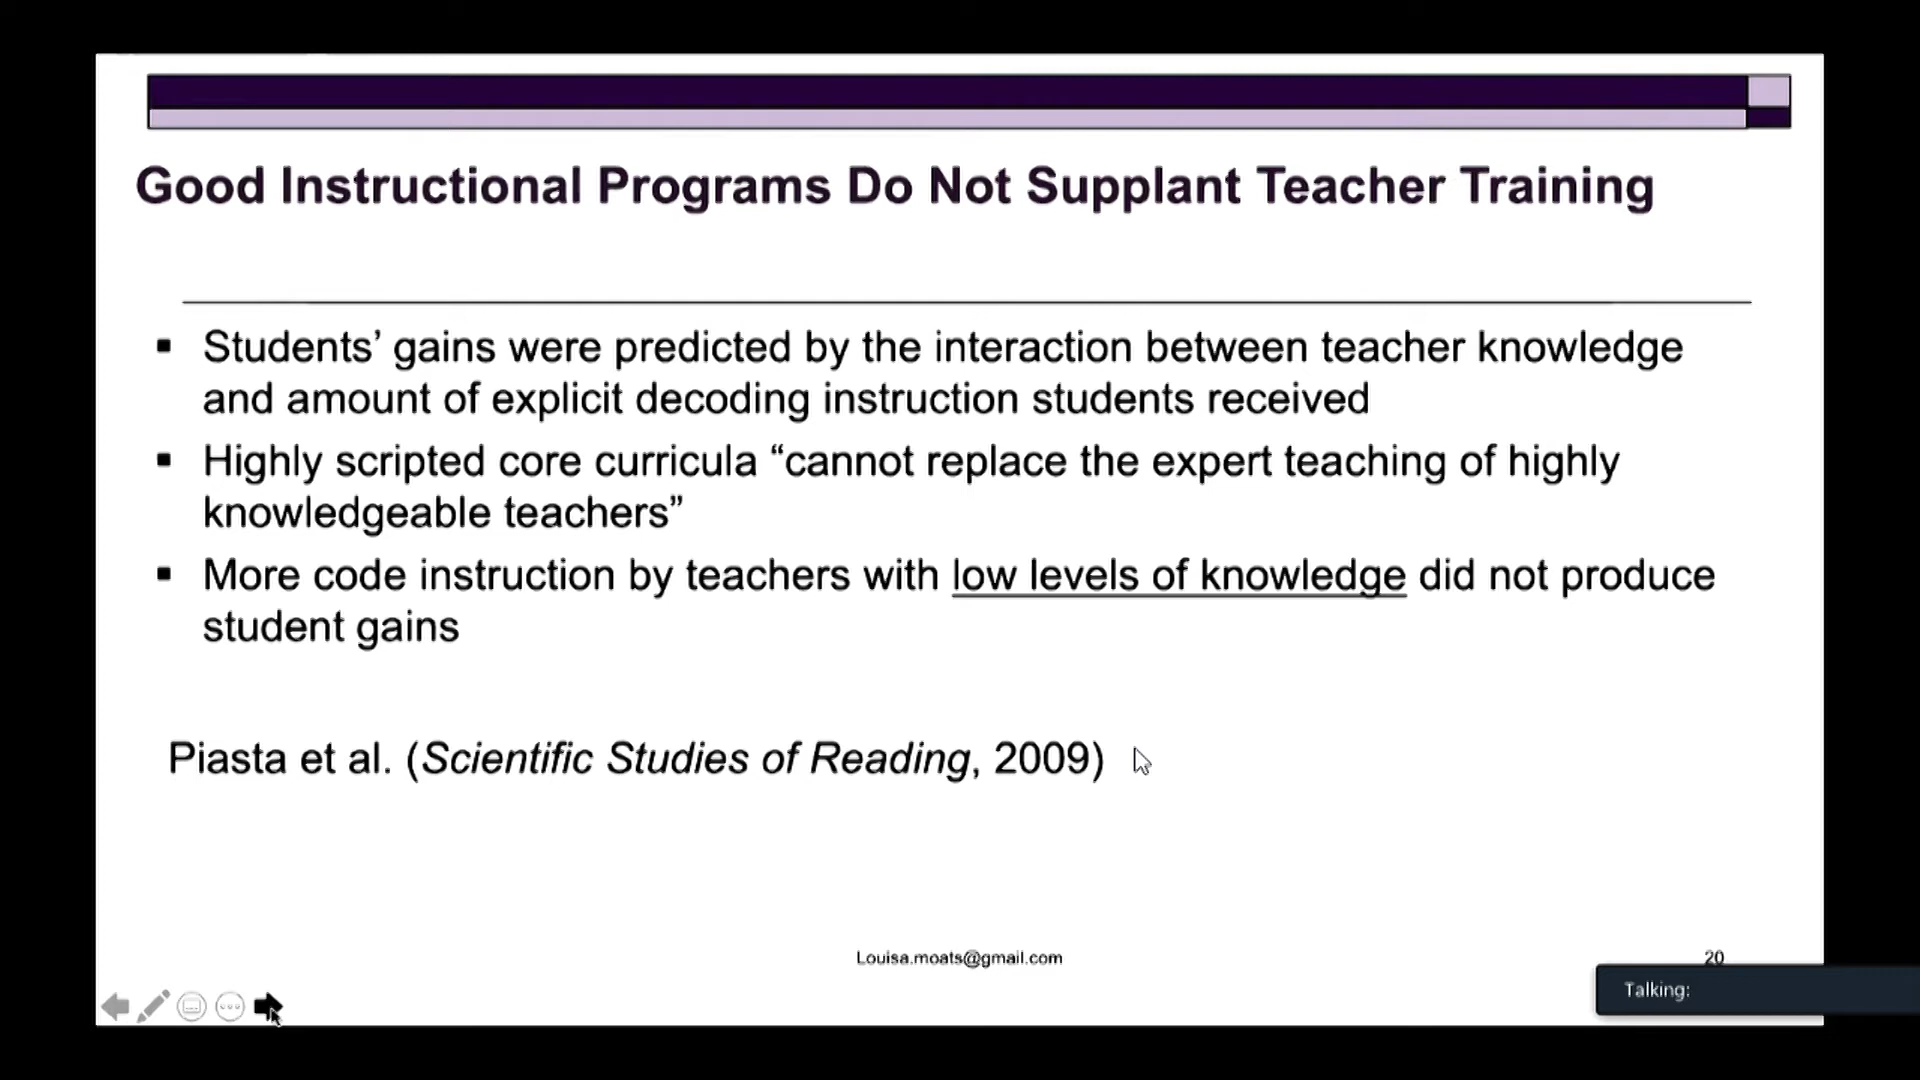 Good Instructional Programs Do Not Supplant Teacher Training
▪ Students’ gains were predicted by the interaction between teacher knowledge
and amount of explicit decoding instruction students received
▪ Highly scripted core curricula “cannot replace the expert teaching of highly
knowledgeable teachers”
▪ More code instruction by teachers with low levels of knowledge did not produce
student gains
Piasta et al. (Scientific Studies of Reading, 2009)
Louisa.moats@gmail.com
20
Talking: